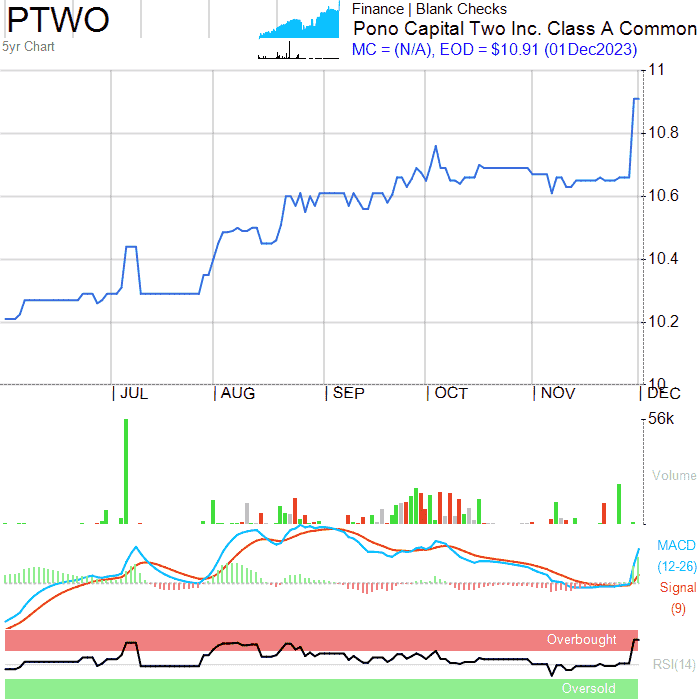 PTWO
5yr Chart
Finance | Blank Checks
Pono Capital Two Inc. Class A Common
MC = (N/A), EOD = $10.91 (01Dec2023)
11
10.8
10.6
10.4
10.2
10
JUL
AUG
SEP
OCT
NOV
DEC
56k
Volume
MACD
(12-26)
Signal
(9)
Overbought
RSI(14)
Oversold